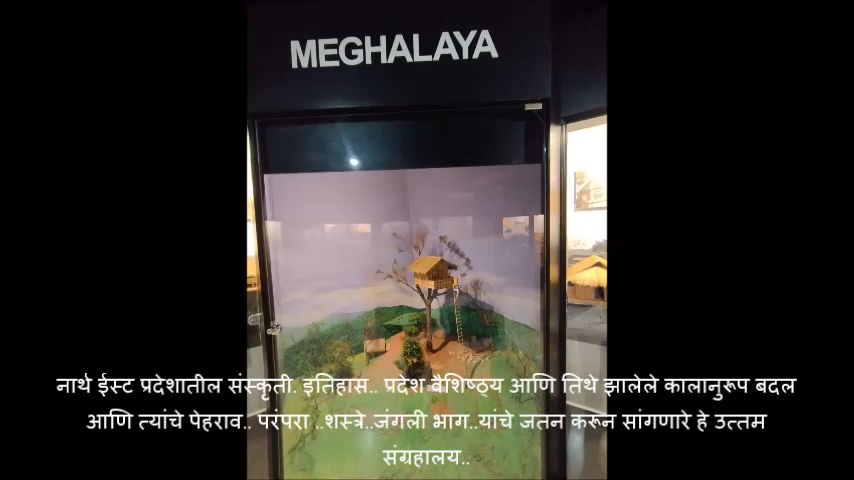 MEGHALAYA
नार्थ ईस्ट प्रदेशातील संस्कृती. इतिहास.. प्रदेश वैशिष्ठ्य आणि तिथे झालेले कालानुरूप बदल
आणि त्यांचे पेहराव.. परंपरा ..शस्त्रे..जंगली भाग..यांचे जतन करून सांगणारे हे उत्तम
संग्रहालय..